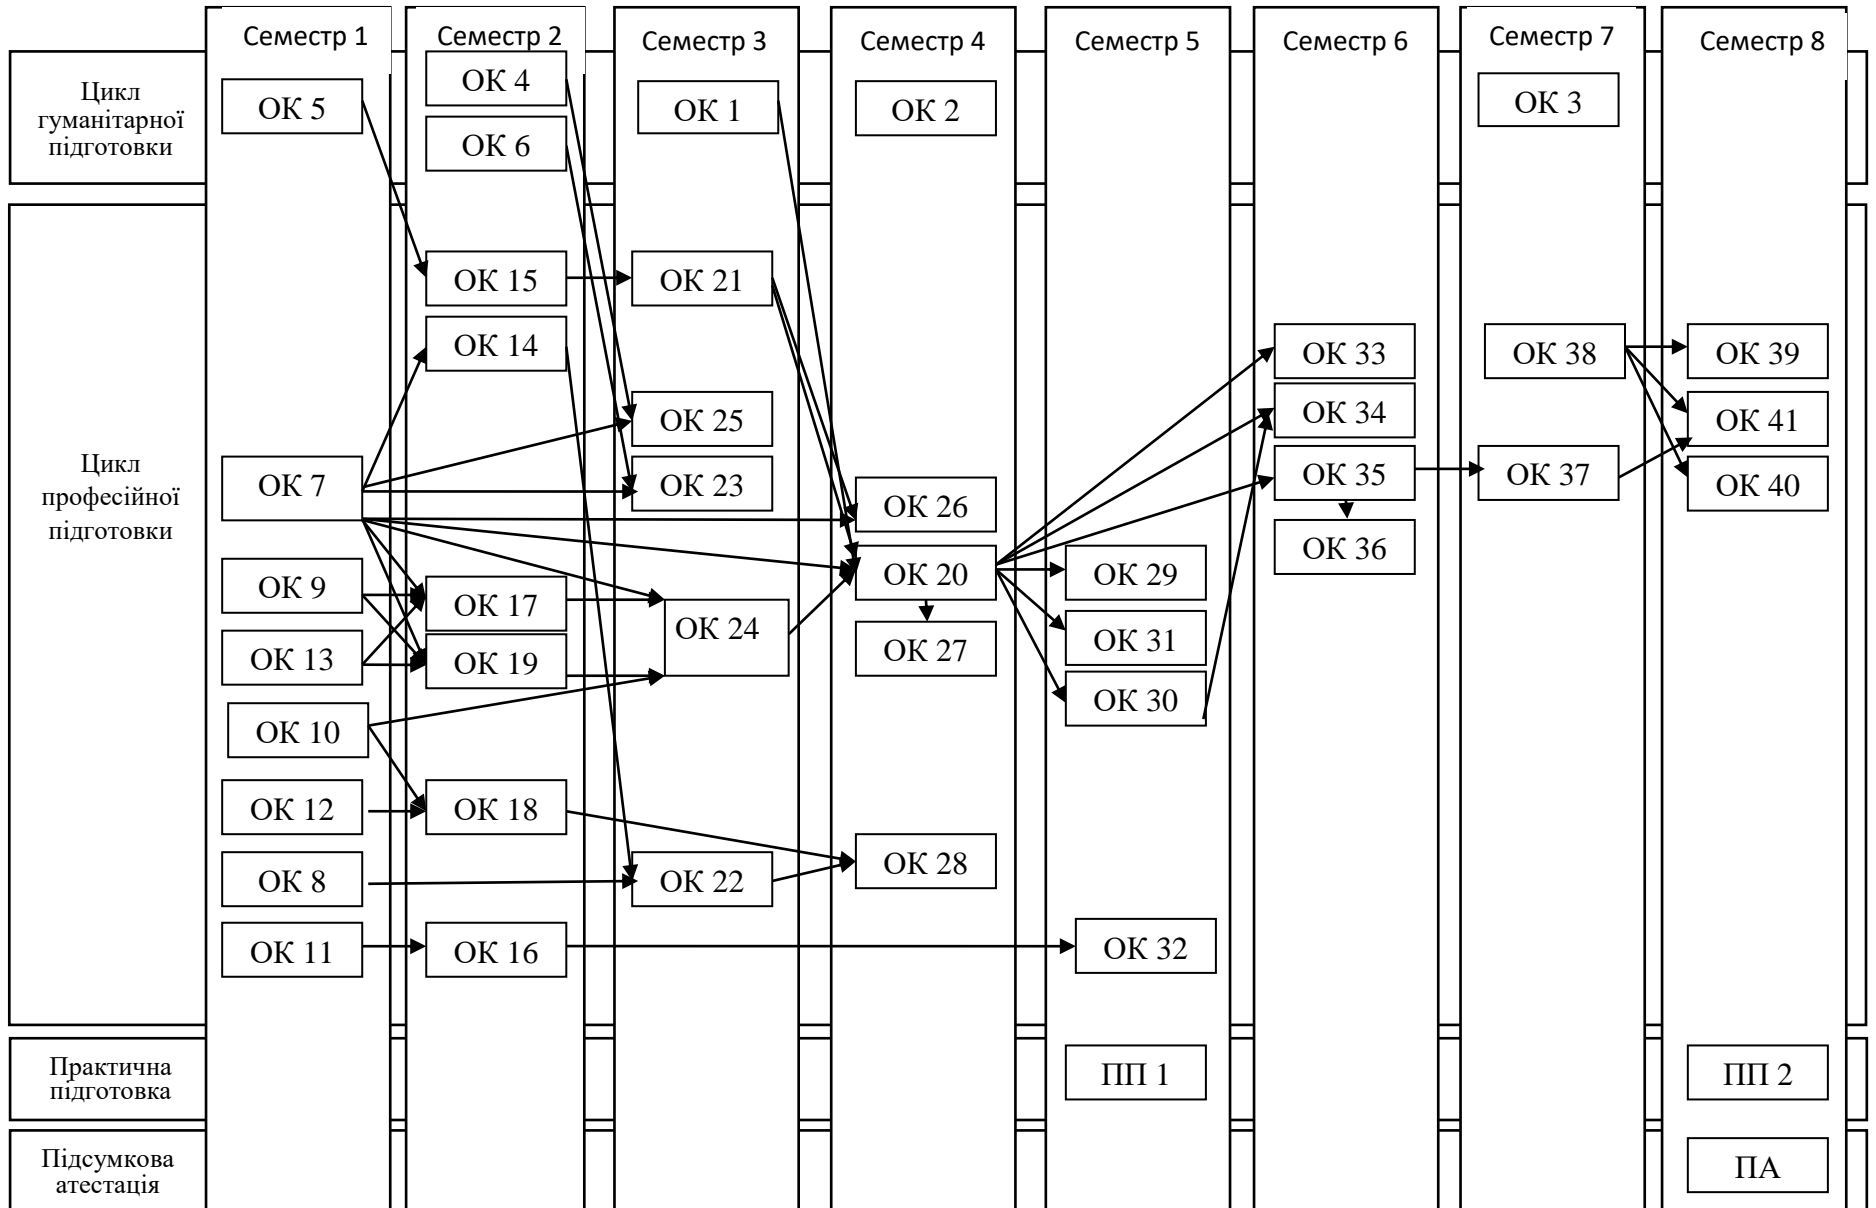 Семестр 1
Семестр 2
Семестр 3
Семестр 4
Семестр 5
Семестр 6
Семестр 7
Семестр 8
Цикл
гуманітарної
підготовки
ОК 5
ОК 4
ОК 6
ОК 1
ОК 2
ОК 3
Цикл
професійної
підготовки
ОК 7
ОК 9
ОК 13
ОК 10
ОК 12
ОК 8
ОК 11
ОК 15
ОК 14
ОК 17
ОК 19
ОК 18
ОК 16
ОК 21
ОК 25
ОК 23
ОК 24
ОК 22
ОК 26
ОК 20
ОК 27
ОК 28
ОК 29
ОК 31
ОК 30
ОК 32
ОК 33
ОК 34
ОК 35
ОК 36
ОК 38
ОК 37
ОК 39
ОК 41
ОК 40
Практична
підготовка
ПП 1
ПП 2
Підсумкова
атестація
ПА